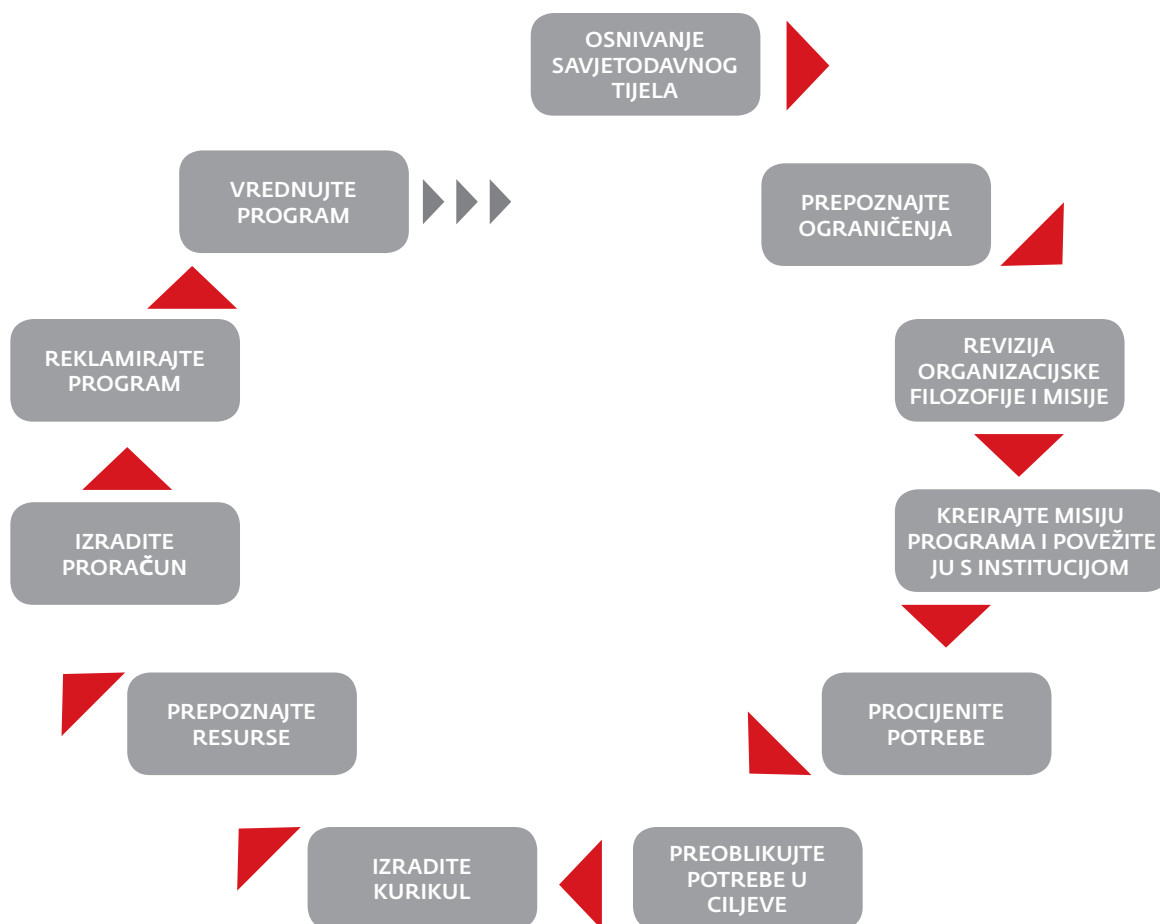 OSNIVANJE
SAVJETODAVNOG
TIJELA
PREPOZNAJTE
OGRANIČENJA
REVIZIJA
ORGANIZACIJSKE
FILOZOFIJE I MISIJE
KREIRAJTE MISIJU
PROGRAMA I POVEŽITE
JU S INSTITUCIJOM
PROCIJENITE
POTREBE
PREOBLIKUJTE
POTREBE U
CILJEVE
IZRADITE
KURIKUL
PREPOZNAJTE
RESURSE
IZRADITE
PRORAČUN
REKLAMIRAJTE
PROGRAM
VREDNUJTE
PROGRAM